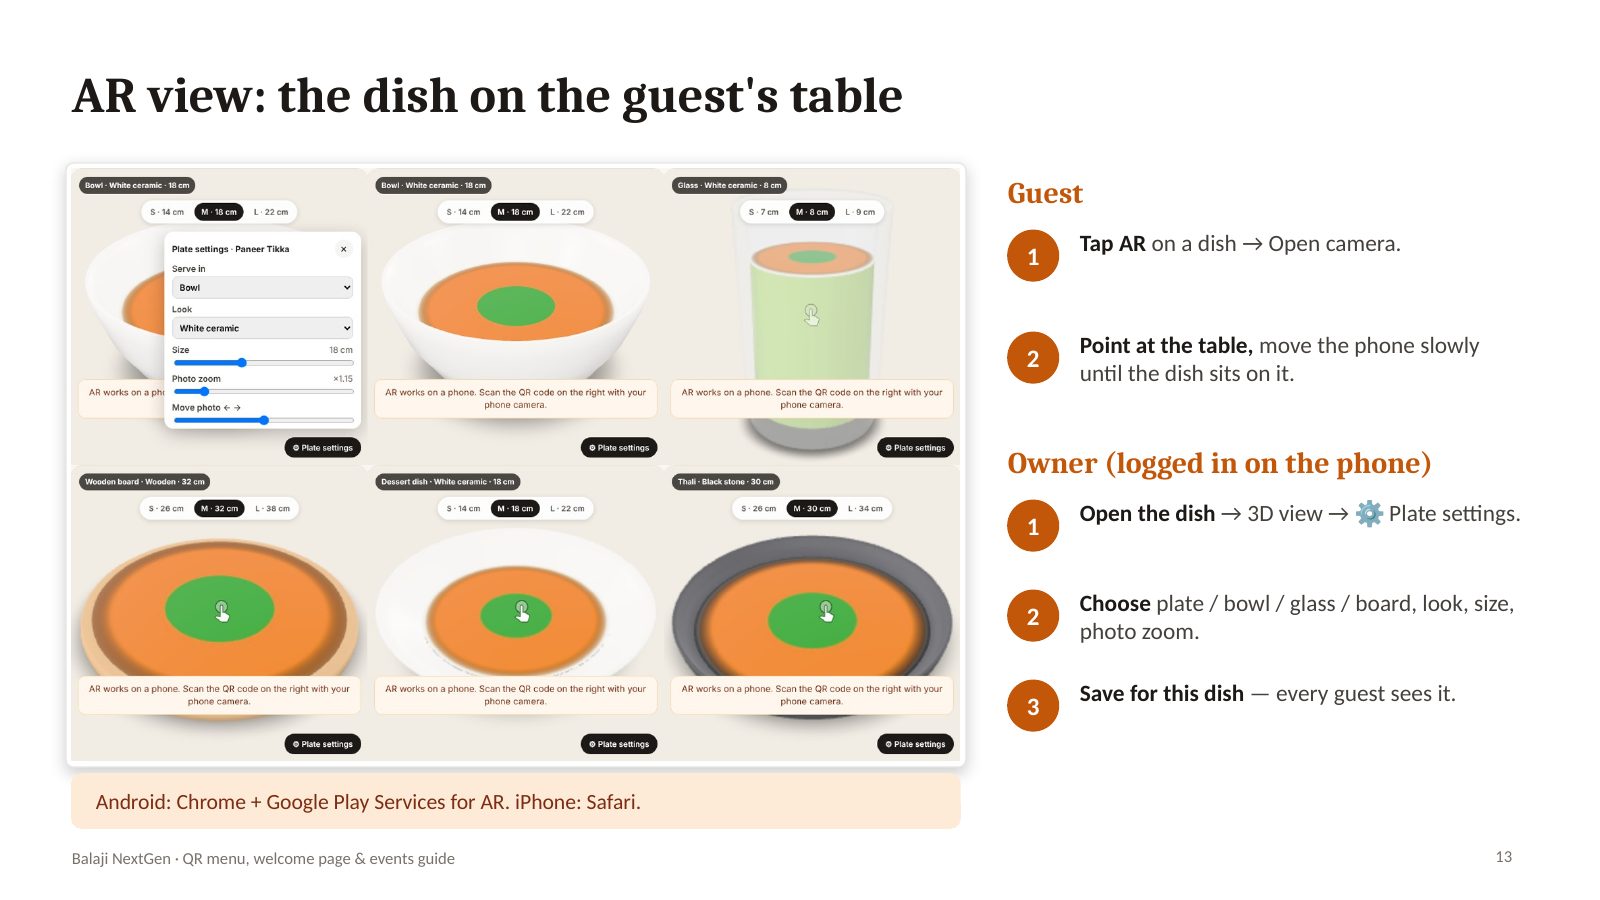 AR view: the dish on the guest's table
Bowl · White ceramic · 18 cm
S · 14 cm M · 18 cm L · 22 cm
Plate settings · Paneer Tikka ×
Serve in
Bowl
Look
White ceramic
Size 18 cm
Photo zoom ×1.15
Move photo ← →
AR works on a pho
⚙ Plate settings
Bowl · White ceramic · 18 cm
S · 14 cm M · 18 cm L · 22 cm
AR works on a phone. Scan the QR code on the right with your
phone camera.
⚙ Plate settings
Glass · White ceramic · 8 cm
S · 7 cm M · 8 cm L · 9 cm
AR works on a phone. Scan the QR code on the right with your
phone camera.
⚙ Plate settings
Wooden board · Wooden · 32 cm
S · 26 cm M · 32 cm L · 38 cm
AR works on a phone. Scan the QR code on the right with your
phone camera.
⚙ Plate settings
Dessert dish · White ceramic · 18 cm
S · 14 cm M · 18 cm L · 22 cm
AR works on a phone. Scan the QR code on the right with your
phone camera.
⚙ Plate settings
Thali · Black stone · 30 cm
S · 26 cm M · 30 cm L · 34 cm
AR works on a phone. Scan the QR code on the right with your
phone camera.
⚙ Plate settings
Android: Chrome + Google Play Services for AR. iPhone: Safari.
Guest
1 Tap AR on a dish → Open camera.
2 Point at the table, move the phone slowly
until the dish sits on it.
Owner (logged in on the phone)
1 Open the dish → 3D view → ⚙️ Plate settings.
2 Choose plate / bowl / glass / board, look, size,
photo zoom.
3 Save for this dish — every guest sees it.
Balaji NextGen · QR menu, welcome page & events guide
13